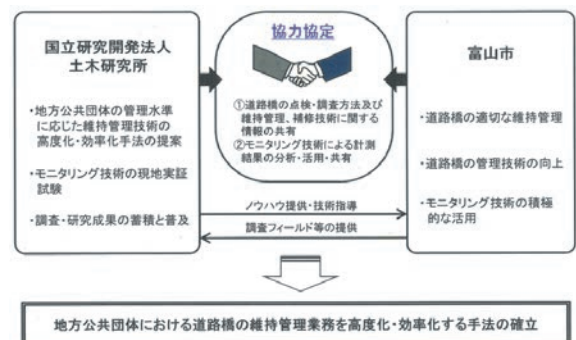 国立研究開発法人
土木研究所
・地方公共団体の管理水準
に応じた維持管理技術の
高度化・効率化手法の提案
・モニタリング技術の現地実証
試験
・調査・研究成果の蓄積と普及
協力協定
①道路橋の点検・調査方法及び
維持管理、補修技術に関する
情報の共有
②モニタリング技術による計測
結果の分析・活用・共有
富山市
・道路橋の適切な維持管理
・道路橋の管理技術の向上
・モニタリング技術の積極
的な活用
ノウハウ提供・技術指導
調査フィールド等の提供
地方公共団体における道路橋の維持管理業務を高度化・効率化する手法の確立